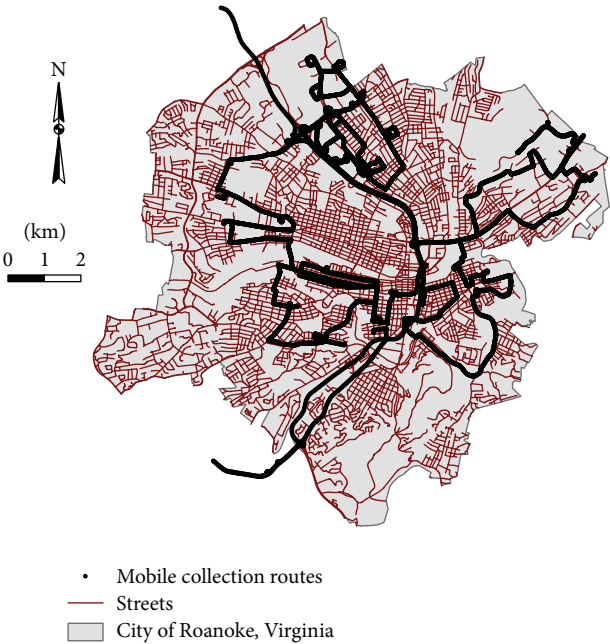 N
(km)
0 1 2
Mobile collection routes
Streets
City of Roanoke, Virginia